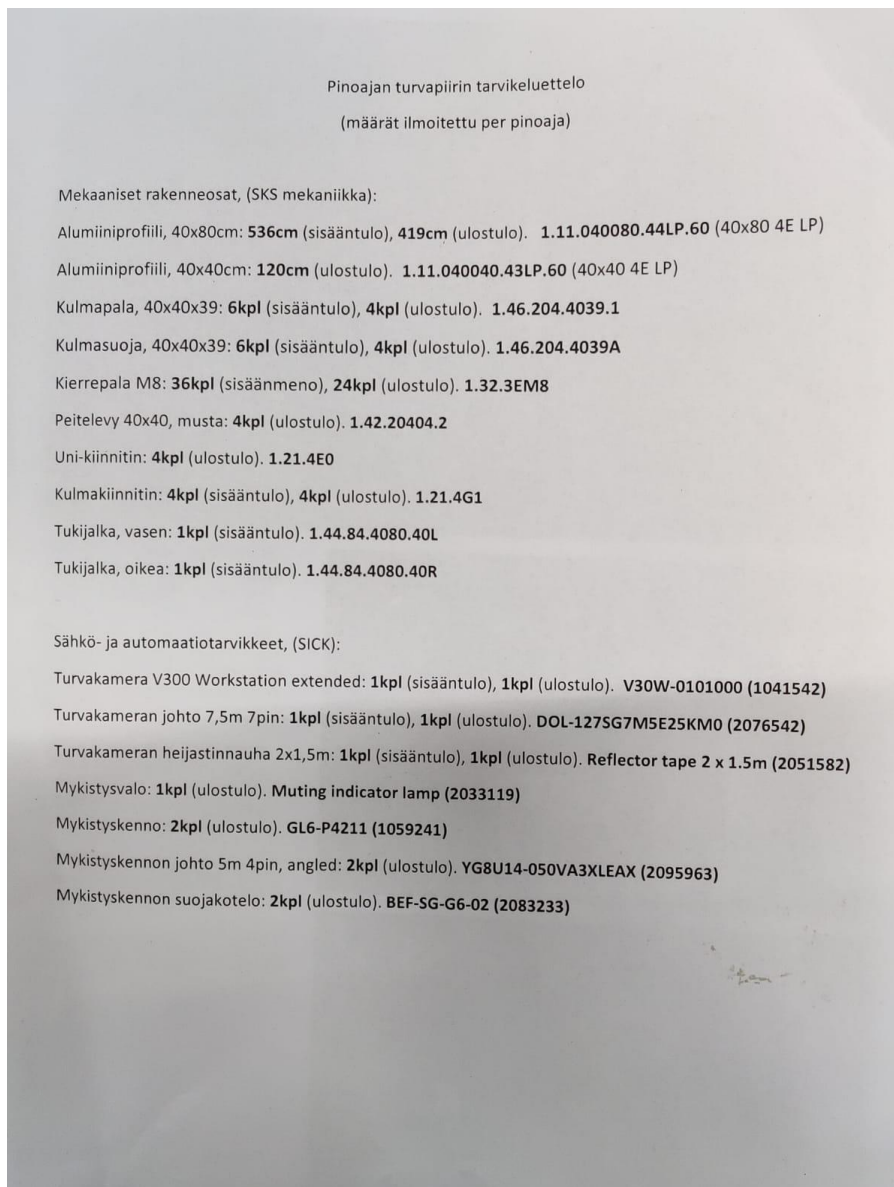 Pinoajan turvapiirin tarvikeluettelo
(määrät ilmoitettu per pinoaja)
Mekaaniset rakenneosat, (SKS mekaniikka):
Alumiiniprofiili, 40x80cm: 536cm (sisääntulo), 419cm (ulostulo). 1.11.040080.44LP.60 (40x80 4E LP)
Alumiiniprofiili, 40x40cm: 120cm (ulostulo). 1.11.040040.43LP.60 (40x40 4E LP)
Kulmapala, 40x40x39: 6kpl (sisääntulo), 4kpl (ulostulo). 1.46.204.4039.1
Kulmasuoja, 40x40x39: 6kpl (sisääntulo), 4kpl (ulostulo). 1.46.204.4039A
Kierrepala M8: 36kpl (sisäänmeno), 24kpl (ulostulo). 1.32.3EM8
Peitelevy 40x40, musta: 4kpl (ulostulo). 1.42.20404.2
Uni-kiinnitin: 4kpl (ulostulo). 1.21.4E0
Kulmakiinnitin: 4kpl (sisääntulo), 4kpl (ulostulo). 1.21.4G1
Tukijalka, vasen: 1kpl (sisääntulo). 1.44.84.4080.40L
Tukijalka, oikea: 1kpl (sisääntulo). 1.44.84.4080.40R
Sähkö- ja automaatiotarvikkeet, (SICK):
Turvakamera V300 Workstation extended: 1kpl (sisääntulo), 1kpl (ulostulo). V30W-0101000 (1041542)
Turvakameran johto 7,5m 7pin: 1kpl (sisääntulo), 1kpl (ulostulo). DOL-127SG7M5E25KM0 (2076542)
Turvakameran heijastinnauha 2x1,5m: 1kpl (sisääntulo), 1kpl (ulostulo). Reflector tape 2 x 1.5m (2051582)
Mykistysvalo: 1kpl (ulostulo). Muting indicator lamp (2033119)
Mykistyskenno: 2kpl (ulostulo). GL6-P4211 (1059241)
Mykistyskennon johto 5m 4pin, angled: 2kpl (ulostulo). YG8U14-050VA3XLEAX (2095963)
Mykistyskennon suojakotelo: 2kpl (ulostulo). BEF-SG-G6-02 (2083233)